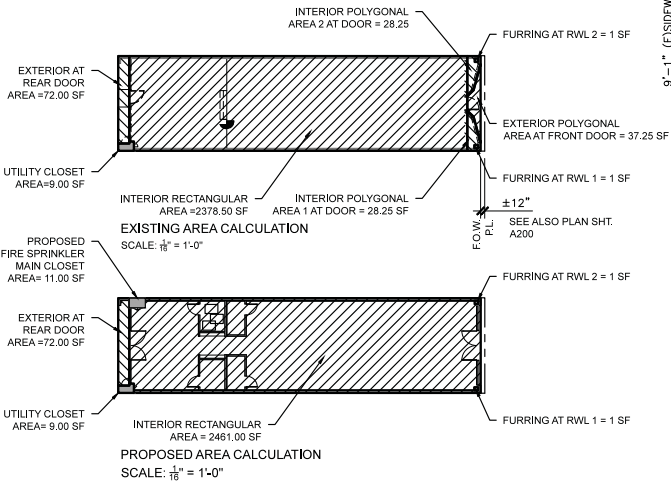 INTERIOR POLYGONAL
AREA 2 AT DOOR = 28.25
FURRING AT RWL 2 = 1 SF
9'-1" (E)SIDEW
EXTERIOR AT
REAR DOOR
AREA =72.00 SF
EXTERIOR POLYGONAL
AREA AT FRONT DOOR = 37.25 SF
UTILITY CLOSET
AREA=9.00 SF
INTERIOR RECTANGULAR
AREA =2378.50 SF
INTERIOR POLYGONAL
AREA 1 AT DOOR = 28.25 SF
FURRING AT RWL 1 = 1 SF
±12"
SEE ALSO PLAN SHT.
A200
F.O.W.
P.L.
EXISTING AREA CALCULATION
SCALE: 1/16" = 1'-0"
PROPOSED
FIRE SPRINKLER
MAIN CLOSET
AREA= 11.00 SF
FURRING AT RWL 2 = 1 SF
EXTERIOR AT
REAR DOOR
AREA =72.00 SF
UTILITY CLOSET
AREA= 9.00 SF
INTERIOR RECTANGULAR
AREA = 2461.00 SF
FURRING AT RWL 1 = 1 SF
PROPOSED AREA CALCULATION
SCALE: 1/16" = 1'-0"